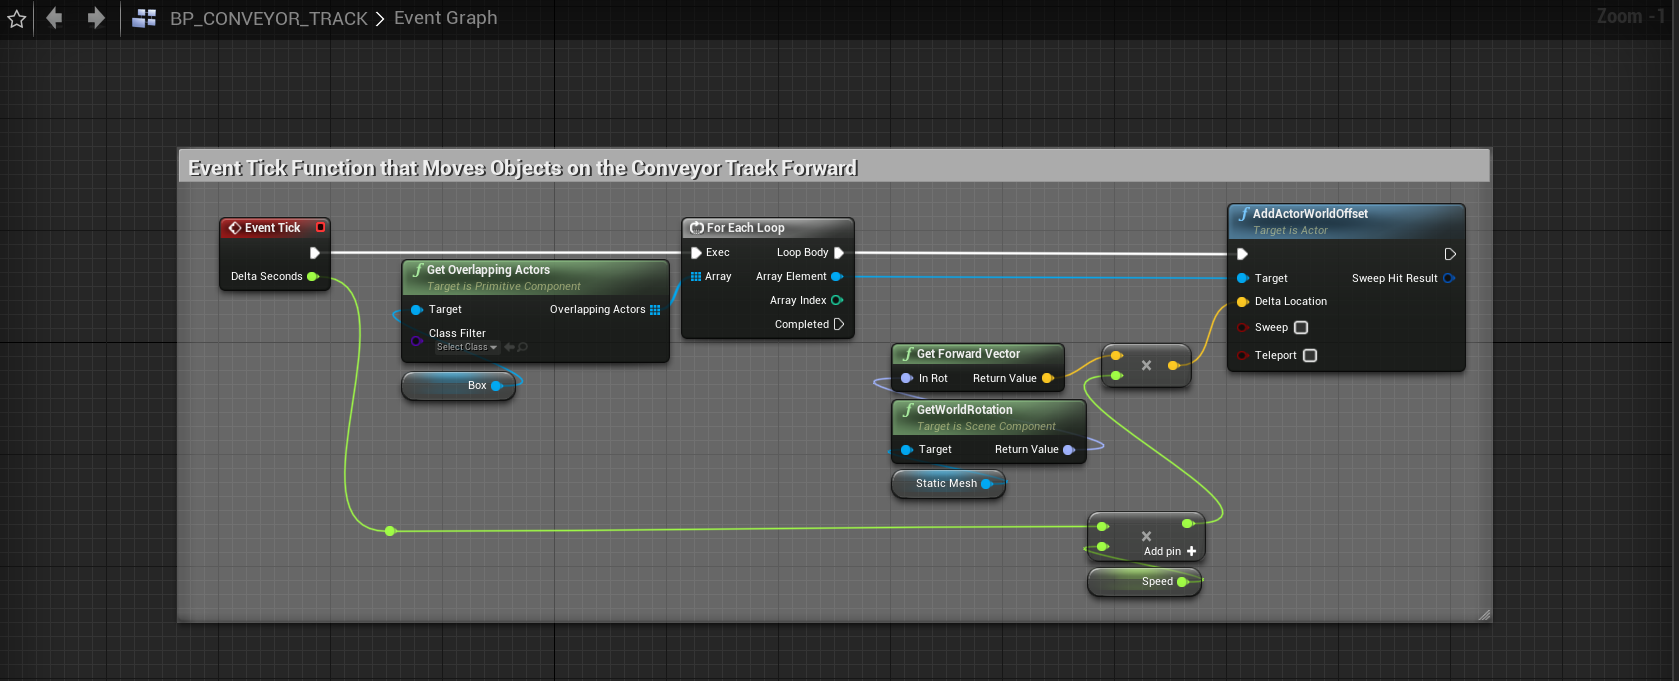 BP_CONVEYOR_TRACK > Event Graph
Zoom -1
Event Tick Function that Moves Objects on the Conveyor Track Forward
Event Tick
Delta Seconds
Get Overlapping Actors
Target is Primitive Component
Target
Overlapping Actors
Class Filter
Select Class
Box
For Each Loop
Exec
Loop Body
Array
Array Element
Array Index
Completed
Get Forward Vector
In Rot
Return Value
GetWorldRotation
Target is Scene Component
Target
Return Value
Static Mesh
Add pin
Speed
AddActorWorldOffset
Target is Actor
Target
Sweep Hit Result
Delta Location
Sweep
Teleport